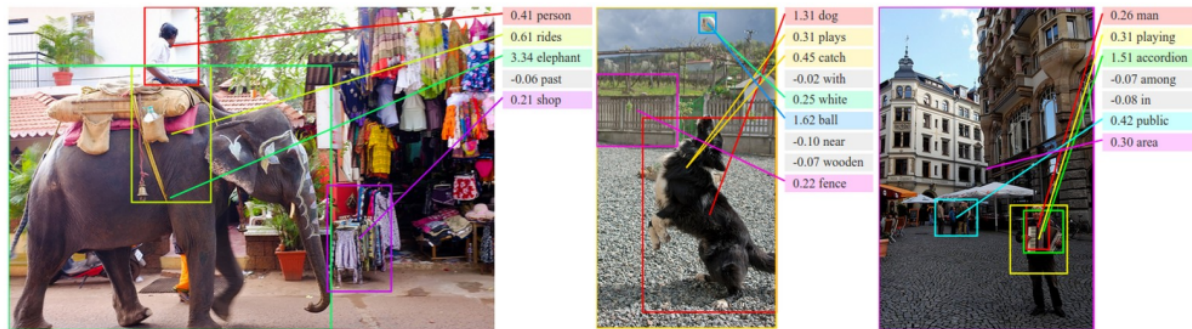 0.41 person
0.61 rides
3.34 elephant
-0.06 past
0.21 shop
1.31 dog
0.31 plays
0.45 catch
-0.02 with
0.25 white
1.62 ball
-0.10 near
-0.07 wooden
0.22 fence
0.26 man
0.31 playing
1.51 accordion
-0.07 among
-0.08 in
0.42 public
0.30 area